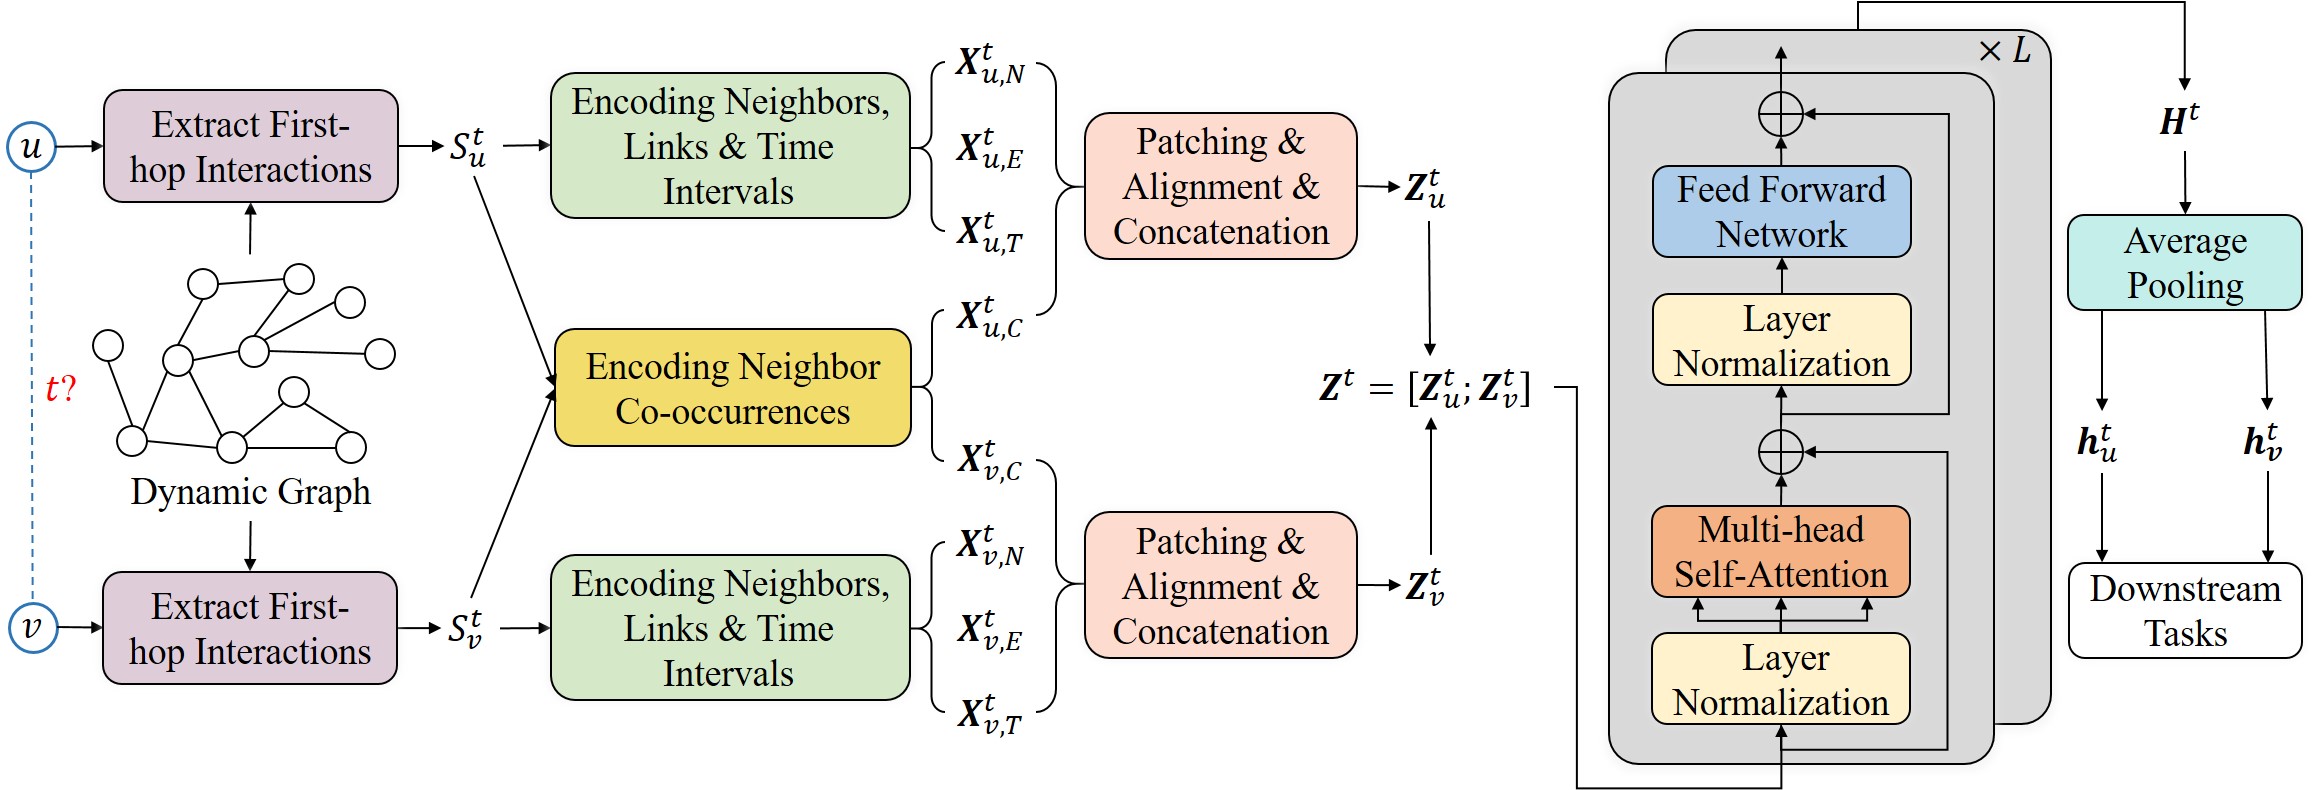 u
Extract First-
hop Interactions
S_u^t
Encoding Neighbors,
Links & Time
Intervals
X_{u,N}^t
X_{u,E}^t
X_{u,T}^t
X_{u,C}^t
Patching &
Alignment &
Concatenation
Z_u^t
t?
Dynamic Graph
Encoding Neighbor
Co-occurrences
Z^t = [Z_u^t; Z_v^t]
v
Extract First-
hop Interactions
S_v^t
Encoding Neighbors,
Links & Time
Intervals
X_{v,C}^t
X_{v,N}^t
X_{v,E}^t
X_{v,T}^t
Patching &
Alignment &
Concatenation
Z_v^t
× L
Feed Forward
Network
Layer
Normalization
Multi-head
Self-Attention
Layer
Normalization
H^t
Average
Pooling
h_u^t
h_v^t
Downstream
Tasks